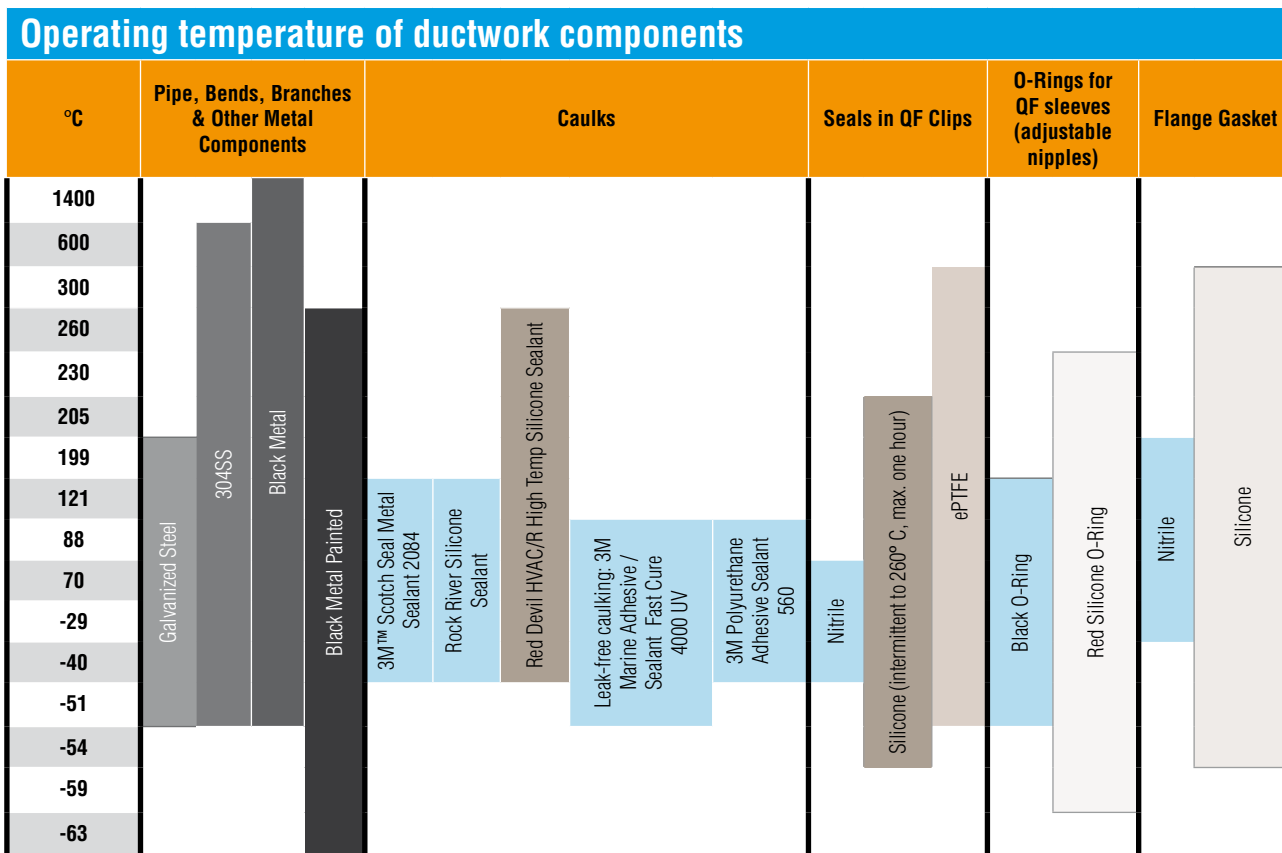 Operating temperature of ductwork components
°C
Pipe, Bends, Branches
& Other Metal
Components
Caulks
Seals in QF Clips
O-Rings for
QF sleeves
(adjustable
nipples)
Flange Gasket
1400
600
300
260
230
205
199
121
88
70
-29
-40
-51
-54
-59
-63
Galvanized Steel
304SS
Black Metal
Black Metal Painted
3M™ Scotch Seal Metal
Sealant 2084
Rock River Silicone
Sealant
Red Devil HVAC/R High Temp Silicone Sealant
Leak-free caulking: 3M
Marine Adhesive /
Sealant Fast Cure
4000 UV
3M Polyurethane
Adhesive Sealant
560
Nitrile
Silicone (intermittent to 260º C, max. one hour)
ePTFE
Black O-Ring
Red Silicone O-Ring
Nitrile
Silicone